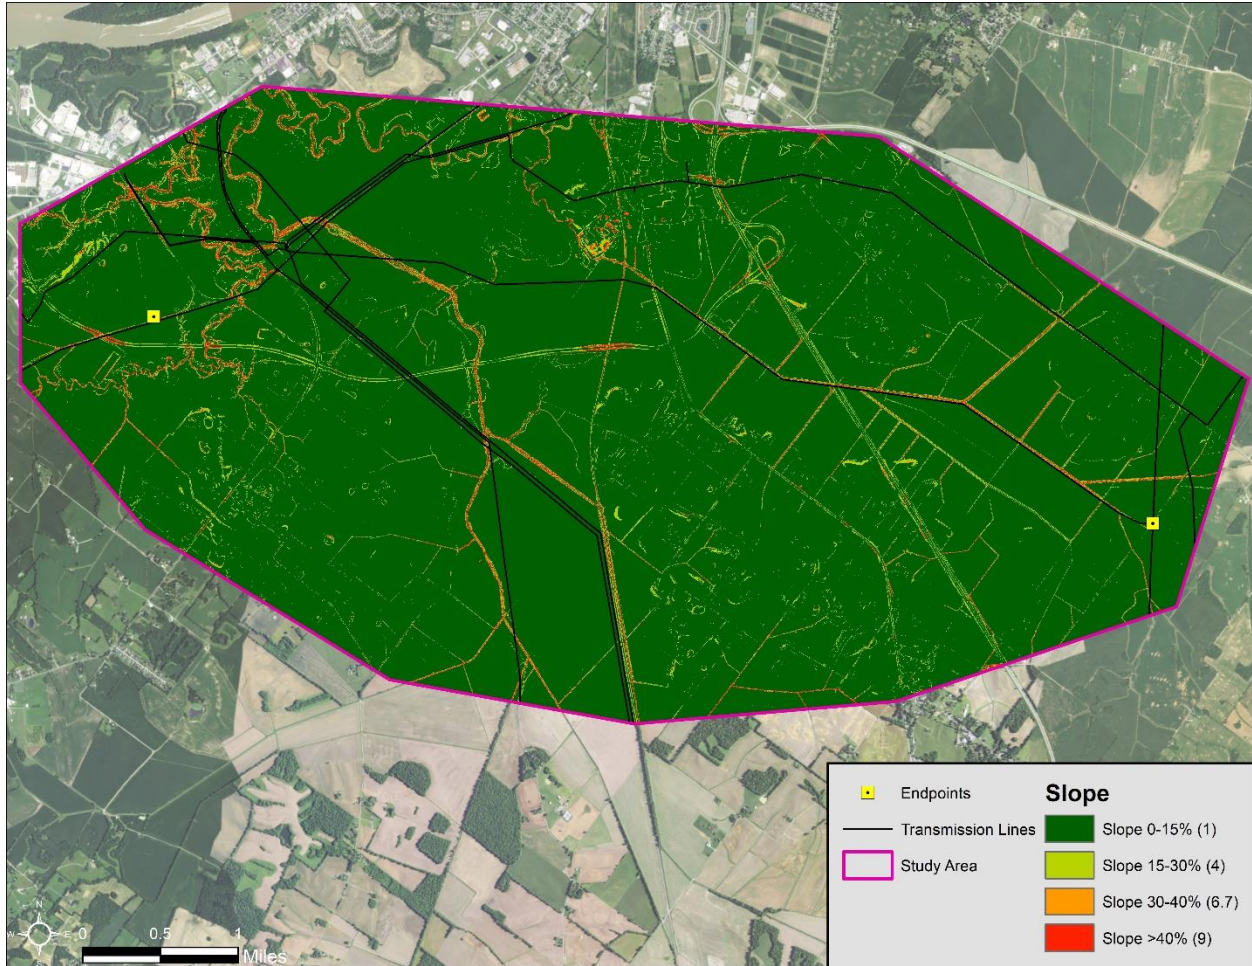 Endpoints
Transmission Lines
Study Area
Slope
Slope 0-15% (1)
Slope 15-30% (4)
Slope 30-40% (6.7)
Slope >40% (9)
N
W
E
S
0 0.5 1
Miles